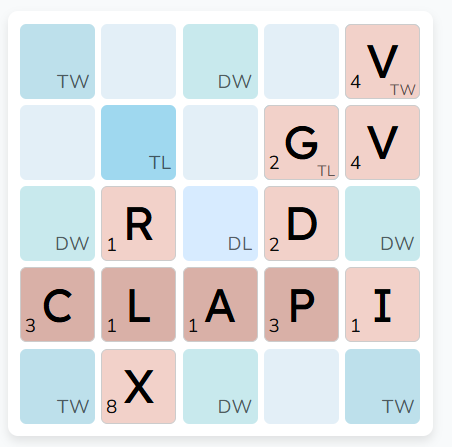 TW DW V 4 TW
TL G 2 TL V 4
DW R 1 DL D 2 DW
C 3 L 1 A 1 P 3 I 1
TW X 8 DW TW